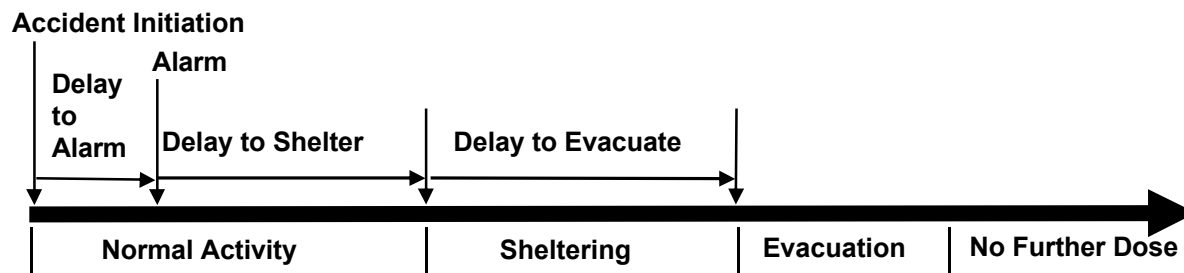 Accident Initiation
Alarm
Delay
to
Alarm
Delay to Shelter
Delay to Evacuate
Normal Activity
Sheltering
Evacuation
No Further Dose